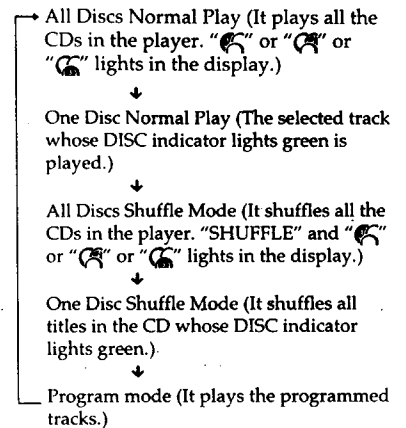 All Discs Normal Play (It plays all the
CDs in the player. "" or "" or
"" lights in the display.)
One Disc Normal Play (The selected track
whose DISC indicator lights green is
played.)
All Discs Shuffle Mode (It shuffles all the
CDs in the player. "SHUFFLE" and ""
or "" or "" lights in the display.)
One Disc Shuffle Mode (It shuffles all
titles in the CD whose DISC indicator
lights green.)
Program mode (It plays the programmed
tracks.)